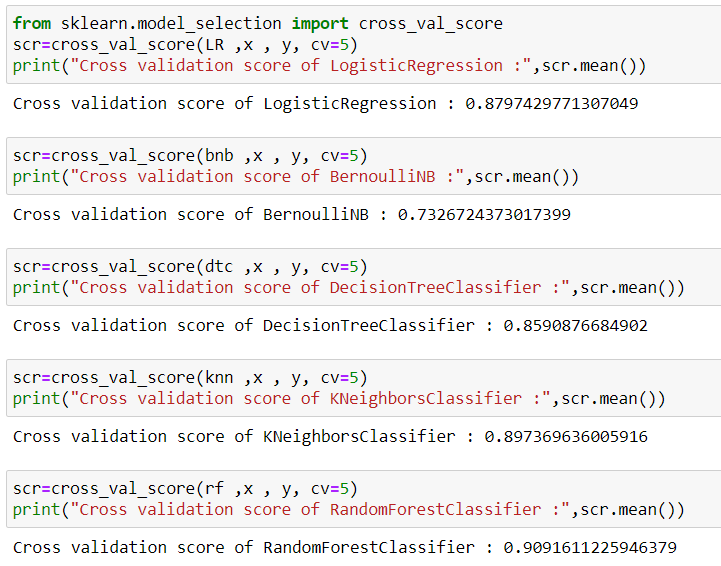 from sklearn.model_selection import cross_val_score
scr=cross_val_score(LR ,x , y, cv=5)
print("Cross validation score of LogisticRegression :",scr.mean())
Cross validation score of LogisticRegression : 0.8797429771307049
scr=cross_val_score(bnb ,x , y, cv=5)
print("Cross validation score of BernoulliNB :",scr.mean())
Cross validation score of BernoulliNB : 0.7326724373017399
scr=cross_val_score(dtc ,x , y, cv=5)
print("Cross validation score of DecisionTreeClassifier :",scr.mean())
Cross validation score of DecisionTreeClassifier : 0.8590876684902
scr=cross_val_score(knn ,x , y, cv=5)
print("Cross validation score of KNeighborsClassifier :",scr.mean())
Cross validation score of KNeighborsClassifier : 0.897369636005916
scr=cross_val_score(rf ,x , y, cv=5)
print("Cross validation score of RandomForestClassifier :",scr.mean())
Cross validation score of RandomForestClassifier : 0.9091611225946379